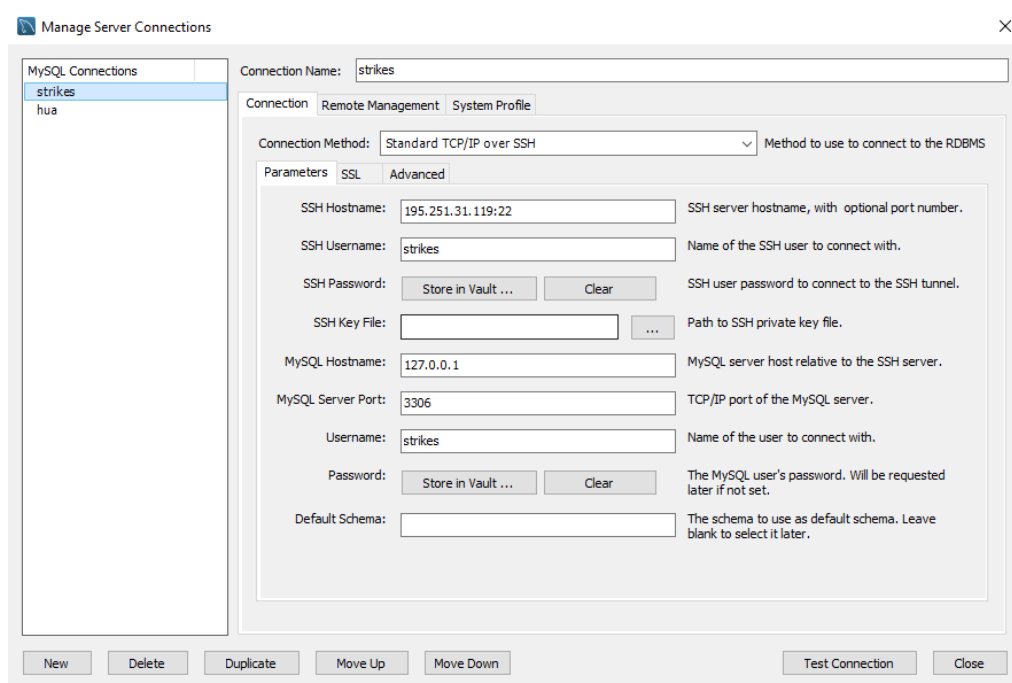 Manage Server Connections
MySQL Connections
strikes
hua
Connection Name: strikes
Connection Remote Management System Profile
Connection Method: Standard TCP/IP over SSH Method to use to connect to the RDBMS
Parameters SSL Advanced
SSH Hostname: 195.251.31.119:22 SSH server hostname, with optional port number.
SSH Username: strikes Name of the SSH user to connect with.
SSH Password: Store in Vault ... Clear SSH user password to connect to the SSH tunnel.
SSH Key File: ... Path to SSH private key file.
MySQL Hostname: 127.0.0.1 MySQL server host relative to the SSH server.
MySQL Server Port: 3306 TCP/IP port of the MySQL server.
Username: strikes Name of the user to connect with.
Password: Store in Vault ... Clear The MySQL user's password. Will be requested
later if not set.
Default Schema: The schema to use as default schema. Leave
blank to select it later.
New Delete Duplicate Move Up Move Down Test Connection Close